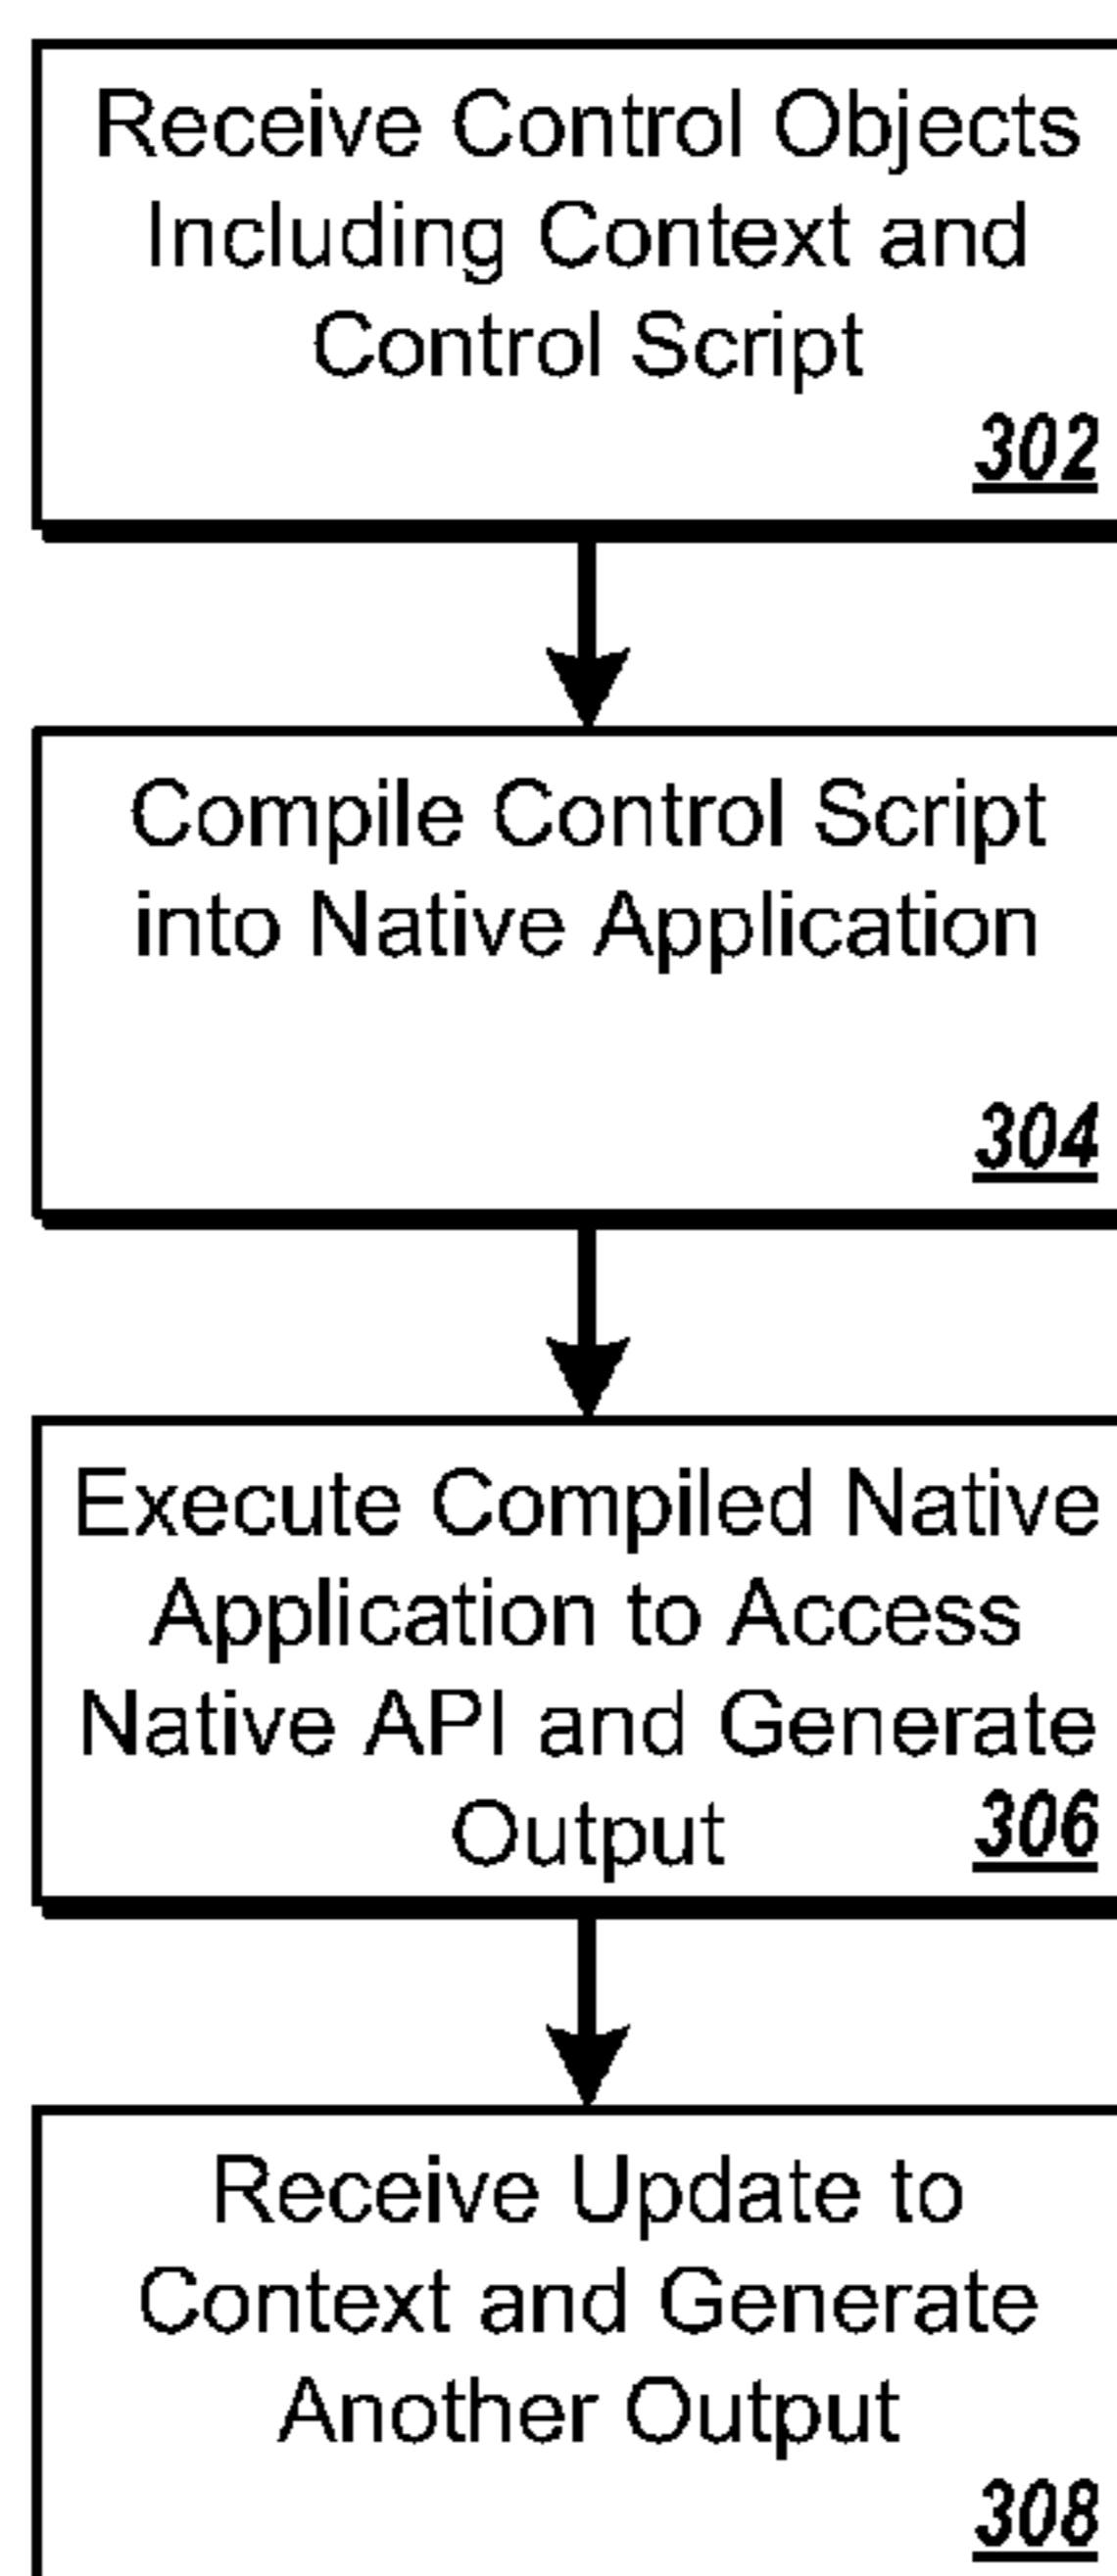 Receive Control Objects
Including Context and
Control Script
302
Compile Control Script
into Native Application
304
Execute Compiled Native
Application to Access
Native API and Generate
Output 306
Receive Update to
Context and Generate
Another Output
308